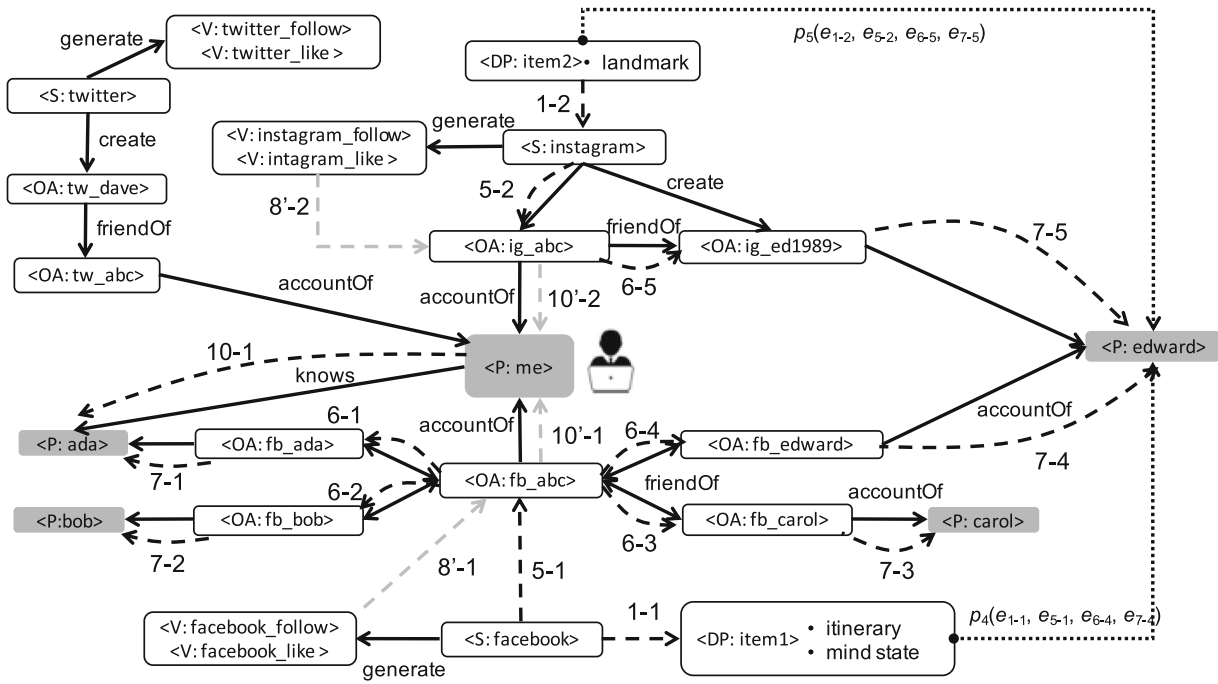 <V: twitter_follow>
<V: twitter_like >
generate
<S: twitter>
create
<OA: tw_dave>
friendOf
<OA: tw_abc>
accountOf
<DP: item2> • landmark
p5(e1-2, e5-2, e6-5, e7-5)
1-2
<V: instagram_follow>
<V: intagram_like >
generate
<S: instagram>
5-2
create
8'-2
<OA: ig_abc>
friendOf
<OA: ig_ed1989>
7-5
6-5
accountOf
10'-2
<P: me>
<P: edward>
10-1
knows
accountOf
10'-1
accountOf
6-1
6-4
<P: ada>
<OA: fb_ada>
<OA: fb_edward>
7-1
7-4
6-2
<OA: fb_abc>
friendOf
accountOf
<P:bob>
<OA: fb_bob>
<OA: fb_carol>
<P: carol>
7-2
6-3
7-3
8'-1
5-1
1-1
<V: facebook_follow>
<V: facebook_like >
generate
<S: facebook>
<DP: item1>
• itinerary
• mind state
p4(e1-1, e5-1, e6-4, e7-4)